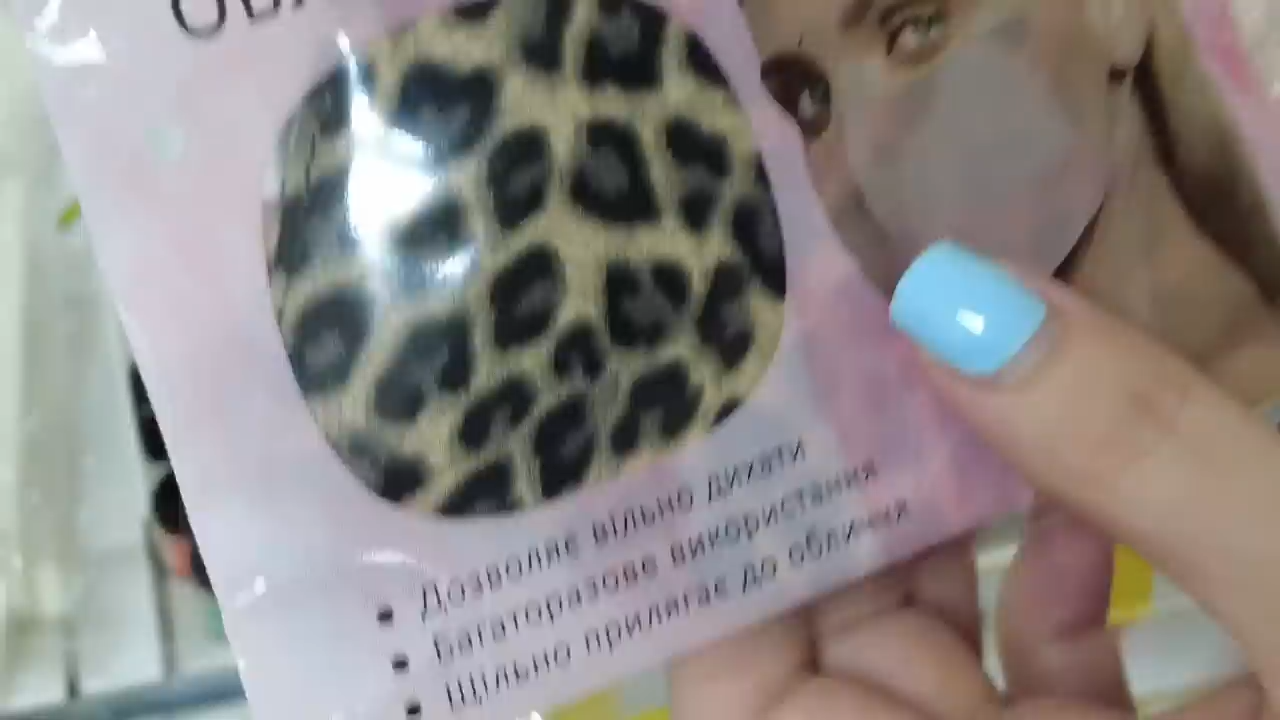 Дозволяє вільно дихати
Багаторазове використання
Щільно прилягає до обличчя